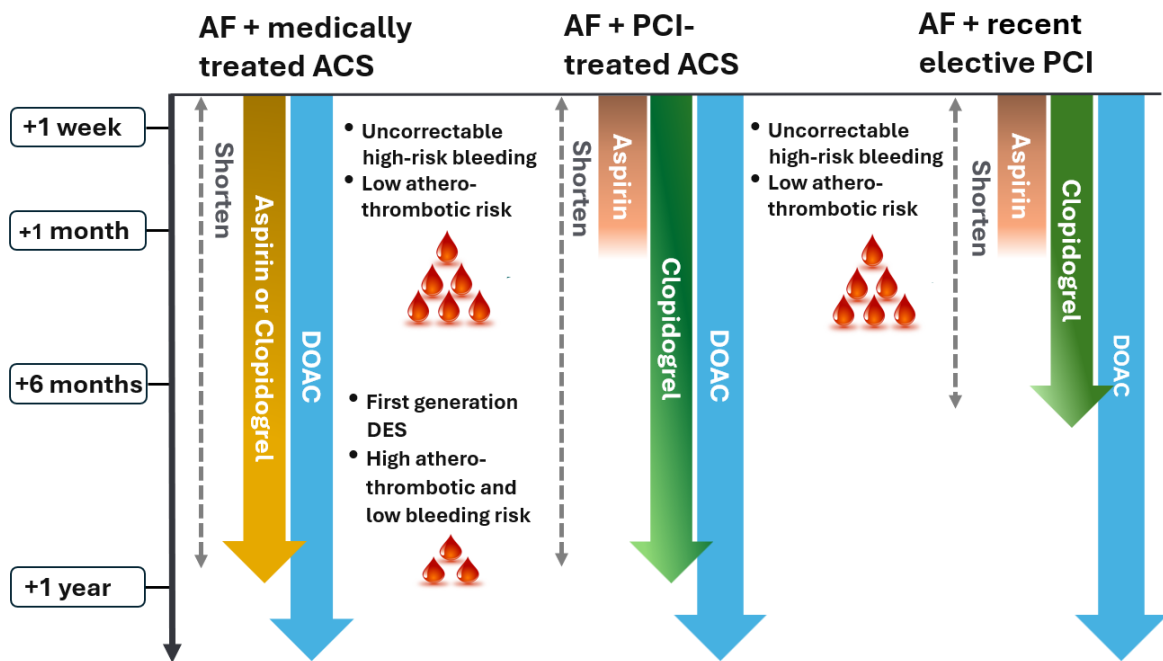 AF + medically
treated ACS
AF + PCI-
treated ACS
AF + recent
elective PCI
+1 week
+1 month
+6 months
+1 year
Shorten
Aspirin or Clopidogrel
DOAC
• Uncorrectable
high-risk bleeding
• Low athero-
thrombotic risk
• First generation
DES
• High athero-
thrombotic and
low bleeding risk
Shorten
Aspirin
Clopidogrel
DOAC
• Uncorrectable
high-risk bleeding
• Low athero-
thrombotic risk
Shorten
Aspirin
Clopidogrel
DOAC